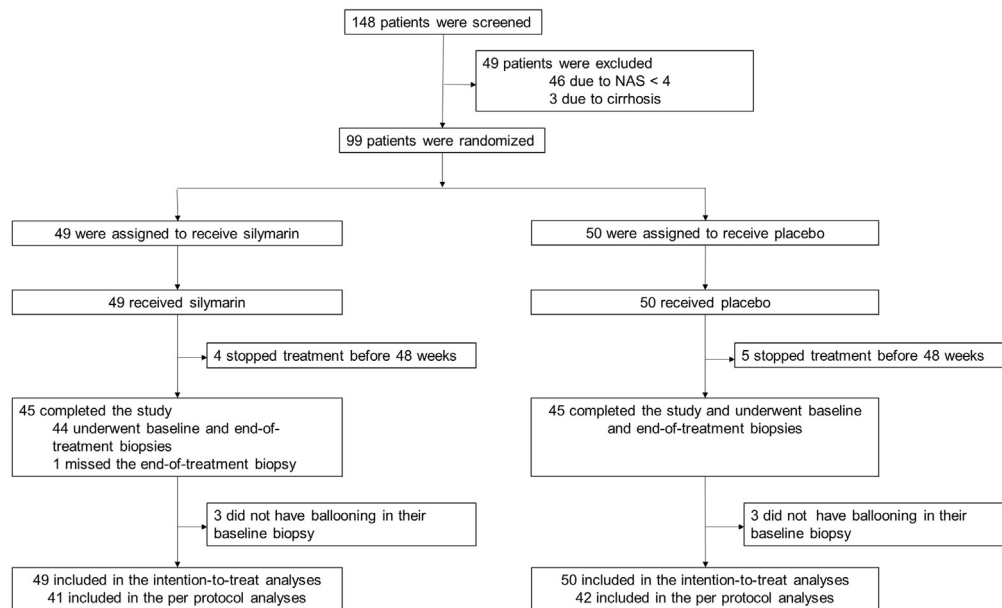 148 patients were screened
49 patients were excluded
46 due to NAS < 4
3 due to cirrhosis
99 patients were randomized
49 were assigned to receive silymarin
50 were assigned to receive placebo
49 received silymarin
50 received placebo
4 stopped treatment before 48 weeks
5 stopped treatment before 48 weeks
45 completed the study
44 underwent baseline and end-of-
treatment biopsies
1 missed the end-of-treatment biopsy
45 completed the study and underwent baseline
and end-of-treatment biopsies
3 did not have ballooning in their
baseline biopsy
3 did not have ballooning in their
baseline biopsy
49 included in the intention-to-treat analyses
41 included in the per protocol analyses
50 included in the intention-to-treat analyses
42 included in the per protocol analyses